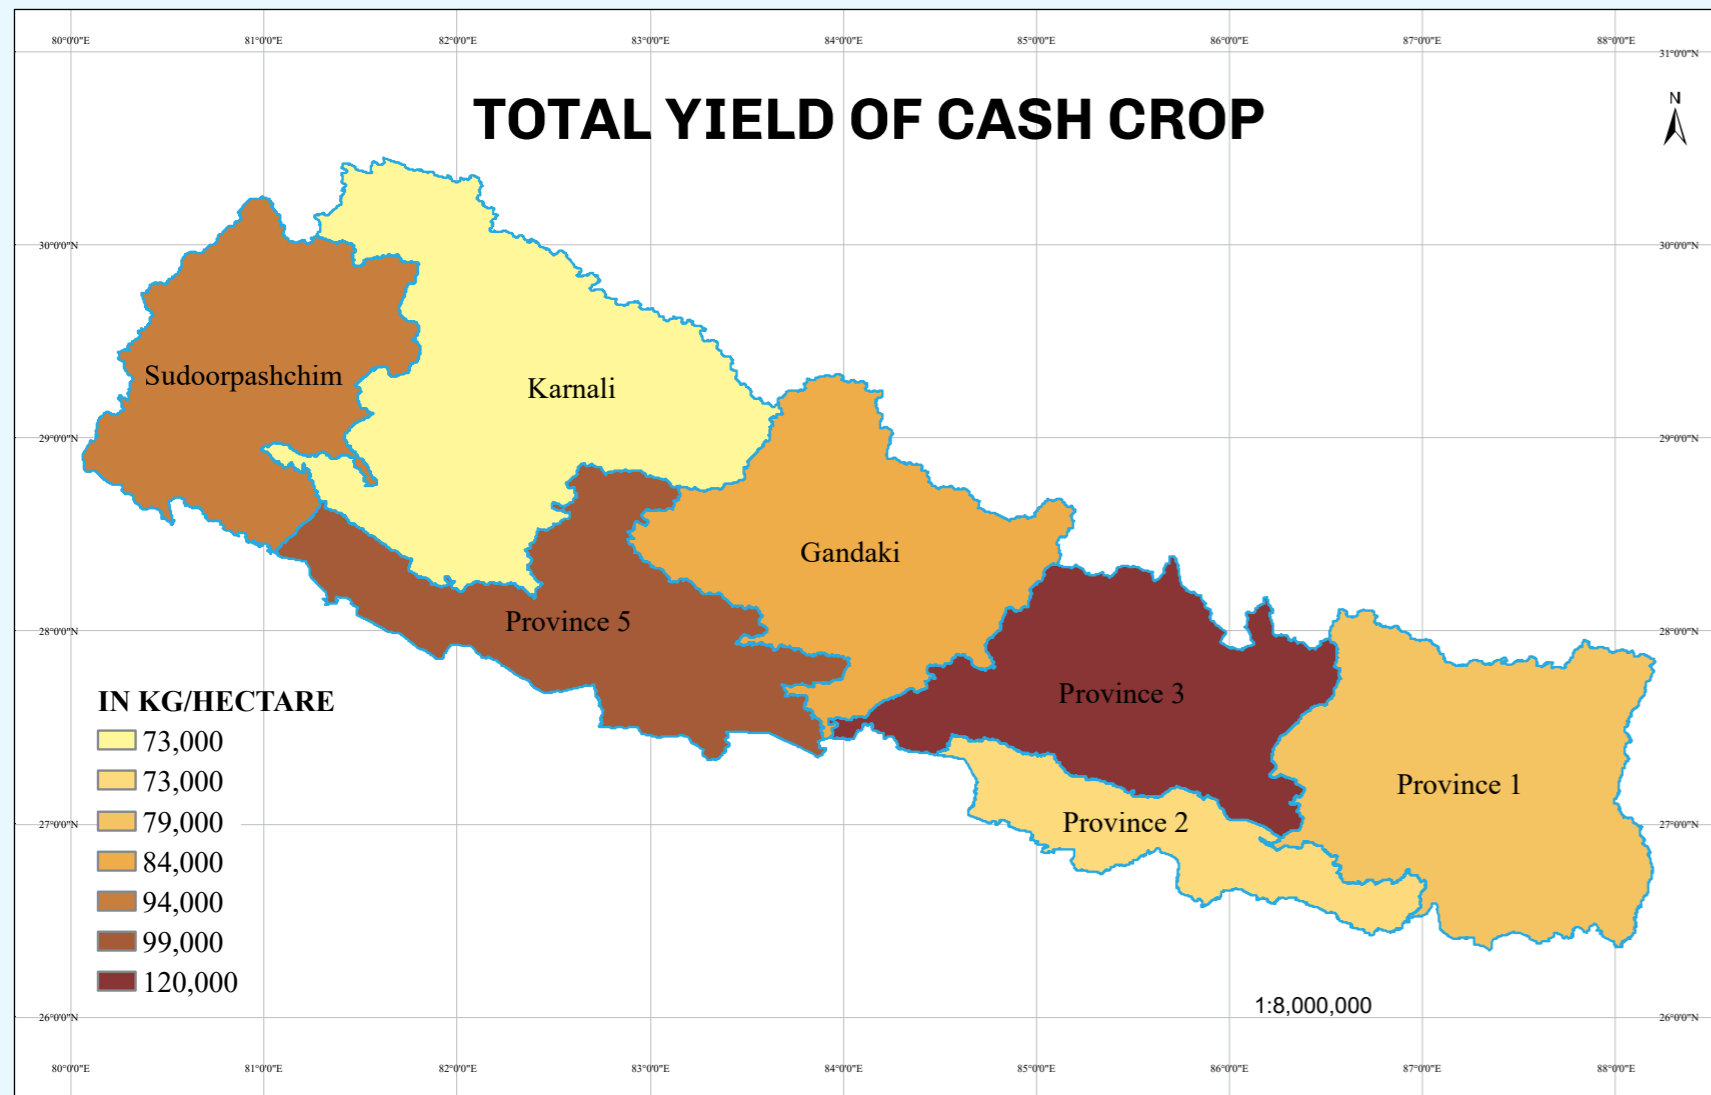 80°0'0"E 81°0'0"E 82°0'0"E 83°0'0"E 84°0'0"E 85°0'0"E 86°0'0"E 87°0'0"E 88°0'0"E
31°0'0"N
TOTAL YIELD OF CASH CROP
N
30°0'0"N 30°0'0"N
Sudoorpashchim
Karnali
29°0'0"N 29°0'0"N
Gandaki
Province 5
28°0'0"N 28°0'0"N
Province 3
Province 1
Province 2
27°0'0"N 27°0'0"N
IN KG/HECTARE
73,000
73,000
79,000
84,000
94,000
99,000
120,000
1:8,000,000
26°0'0"N 26°0'0"N
80°0'0"E 81°0'0"E 82°0'0"E 83°0'0"E 84°0'0"E 85°0'0"E 86°0'0"E 87°0'0"E 88°0'0"E